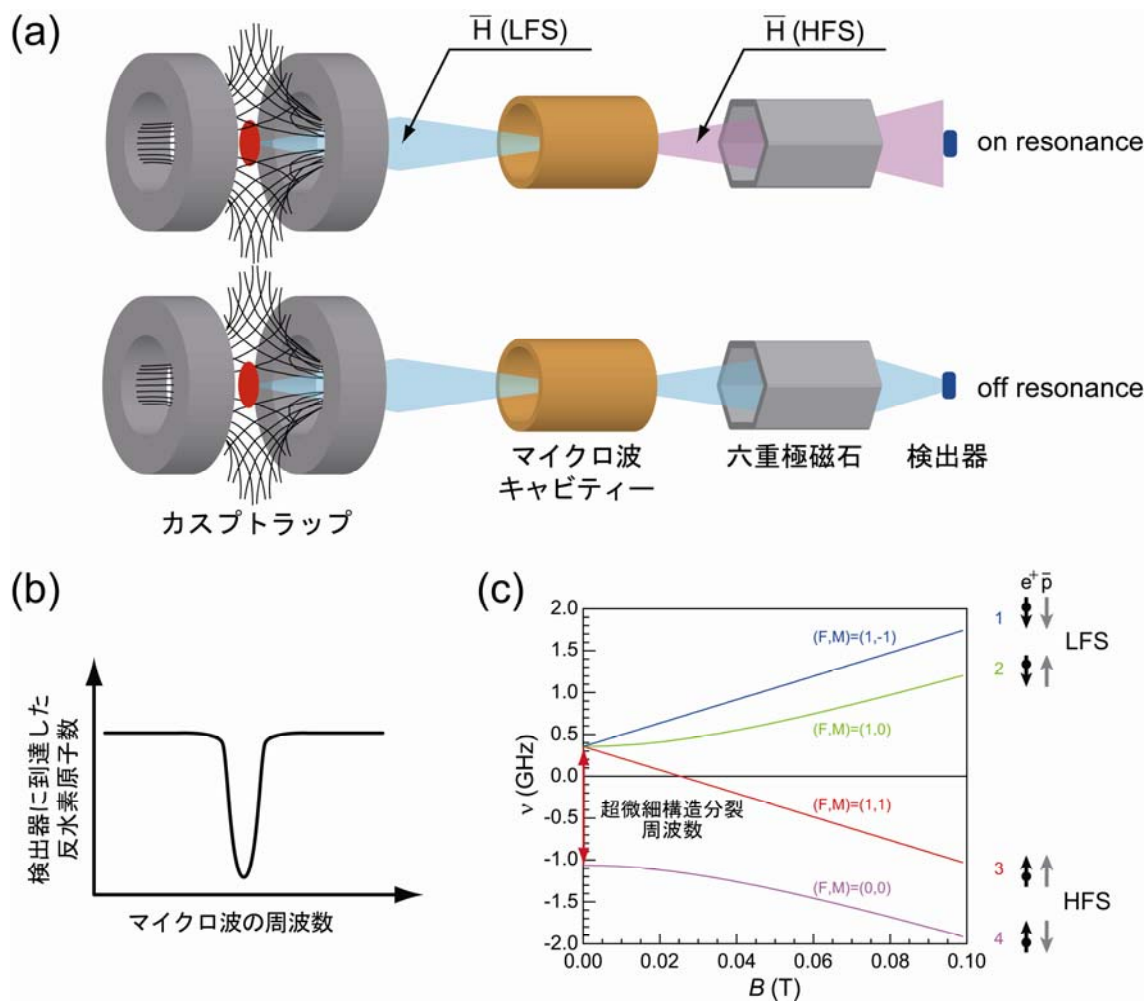 (a)
H̅ (LFS)
H̅ (HFS)
on resonance
off resonance
マイクロ波
キャビティー
六重極磁石
検出器
カスプトラップ
(b)
検出器に到達した
反水素原子数
マイクロ波の周波数
(c)
ν (GHz)
2.0
1.5
1.0
0.5
0.0
-0.5
-1.0
-1.5
-2.0
(F,M)=(1,-1)
(F,M)=(1.0)
(F,M)=(1,1)
(F,M)=(0,0)
超微細構造分裂
周波数
0.00 0.02 0.04 0.06 0.08 0.10
B (T)
e⁺ p̅
1
2
LFS
3
4
HFS